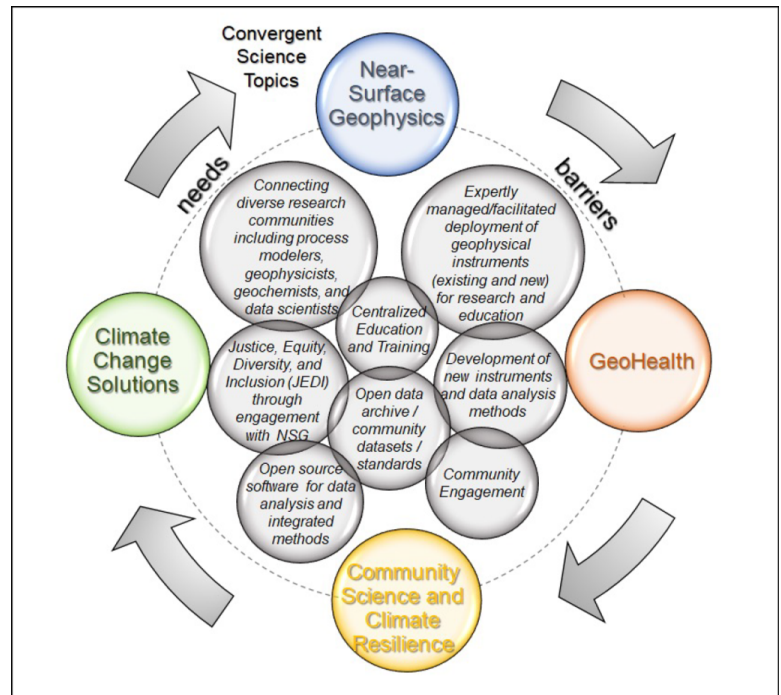 Convergent
Science
Topics
Near-
Surface
Geophysics
needs
barriers
Connecting
diverse research
communities
including process
modelers,
geophysicists,
geochemists, and
data scientists
Expertly
managed/facilitated
deployment of
geophysical
instruments
(existing and new)
for research and
education
Climate
Change
Solutions
Centralized
Education
and Training
GeoHealth
Justice, Equity,
Diversity, and
Inclusion (JEDI)
through
engagement
with NSG
Development of
new instruments
and data analysis
methods
Open data
archive /
community
datasets /
standards
Open source
software for data
analysis and
integrated
methods
Community
Engagement
Community
Science and
Climate
Resilience